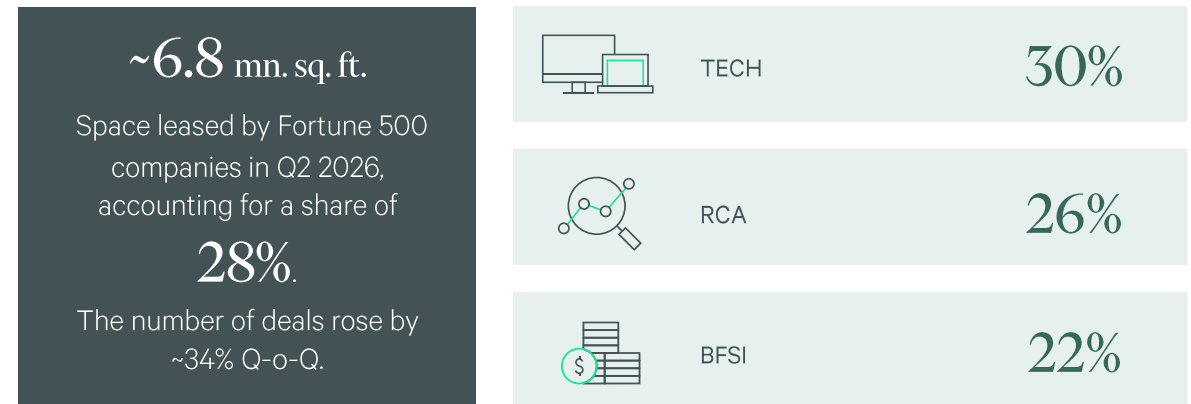 ~6.8 mn. sq. ft.
Space leased by Fortune 500
companies in Q2 2026,
accounting for a share of
28%.
The number of deals rose by
~34% Q-o-Q.
TECH 30%
RCA 26%
$
BFSI 22%